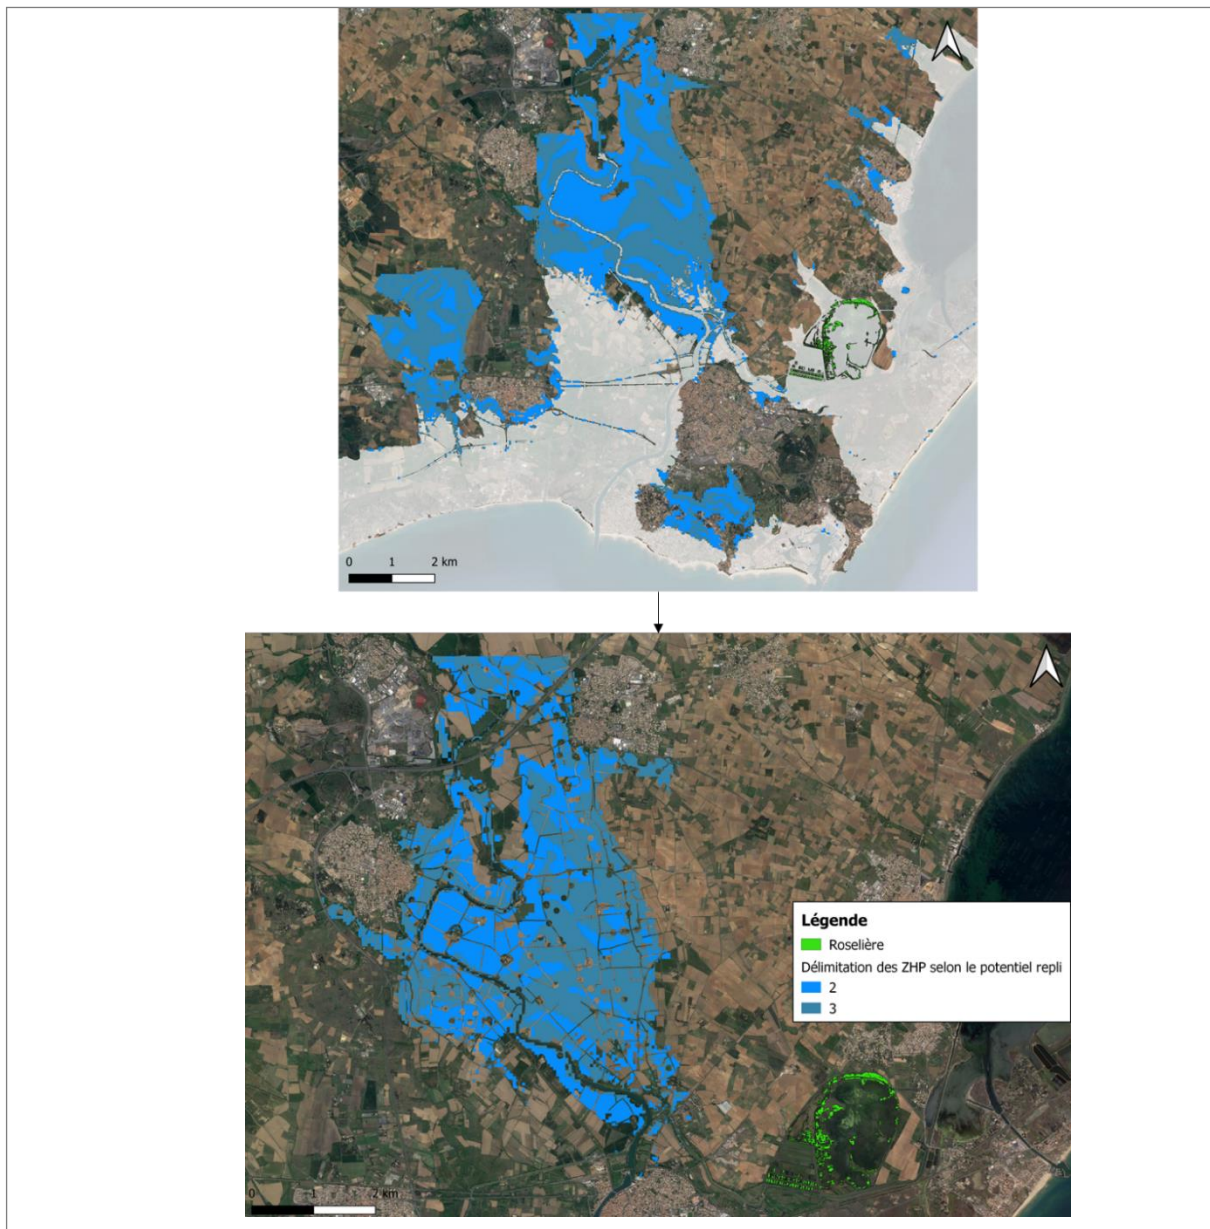 0 1 2 km
Légende
Roselière
Délimitation des ZHP selon le potentiel repli
2
3
0 1 2 km